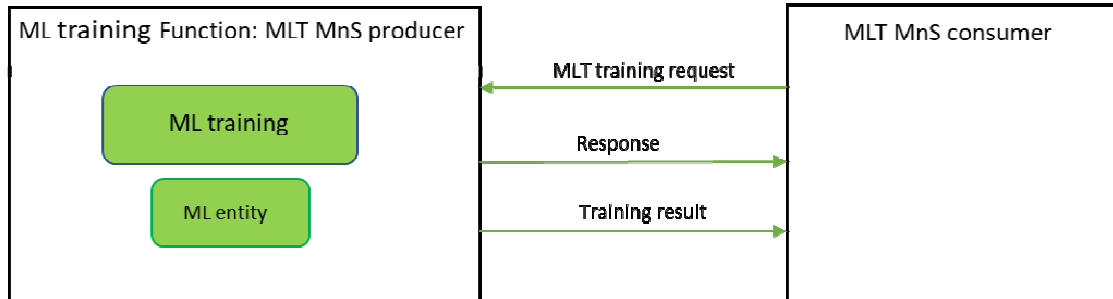 ML training Function: MLT MnS producer
MLT MnS consumer
MLT training request
ML training
Response
ML entity
Training result